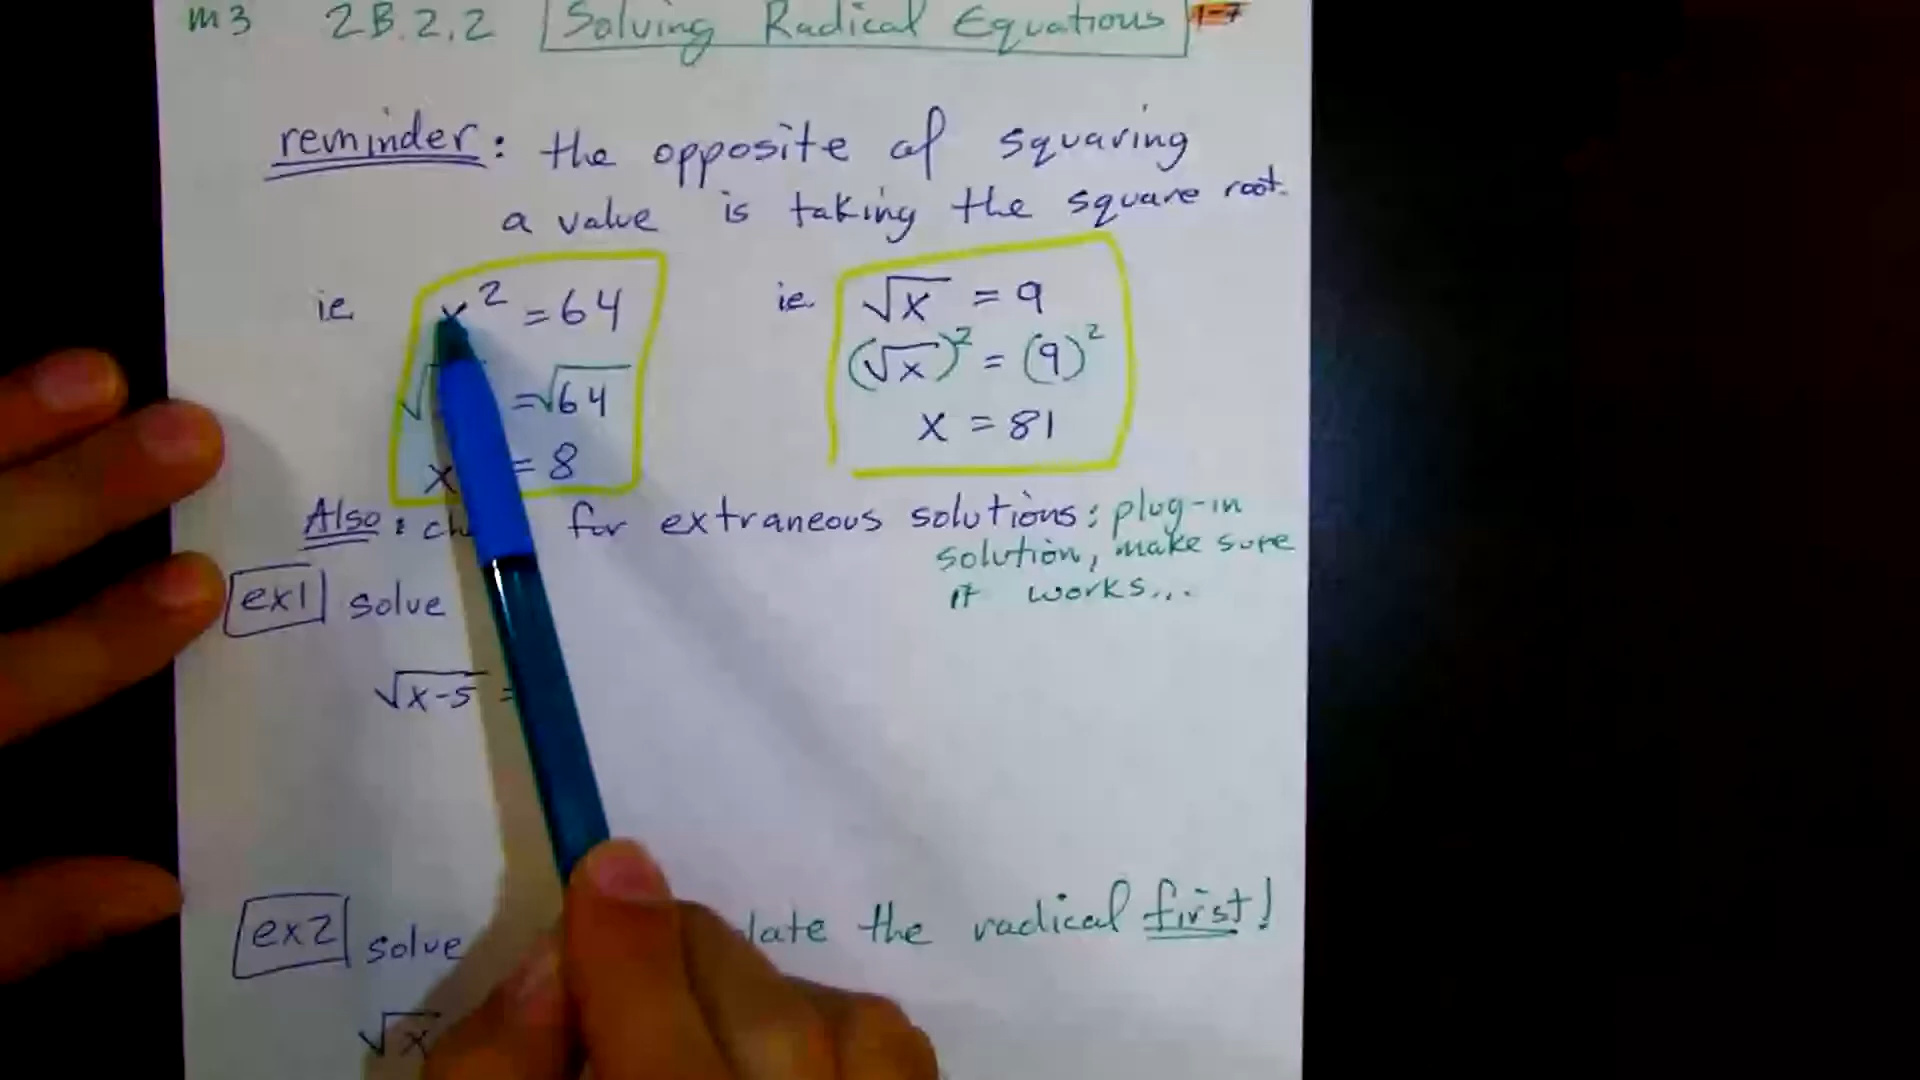 m3 2B.2.2 Solving Radical Equations 1-7
reminder: the opposite of squaring
a value is taking the square root.
ie x² = 64
= √64
x = 8
ie. √x = 9
(√x)² = (9)²
x = 81
Also: for extraneous solutions: plug-in
solution, make sure
it works...
ex1 solve
√x-5 =
ex2 solve the radical first!
√x